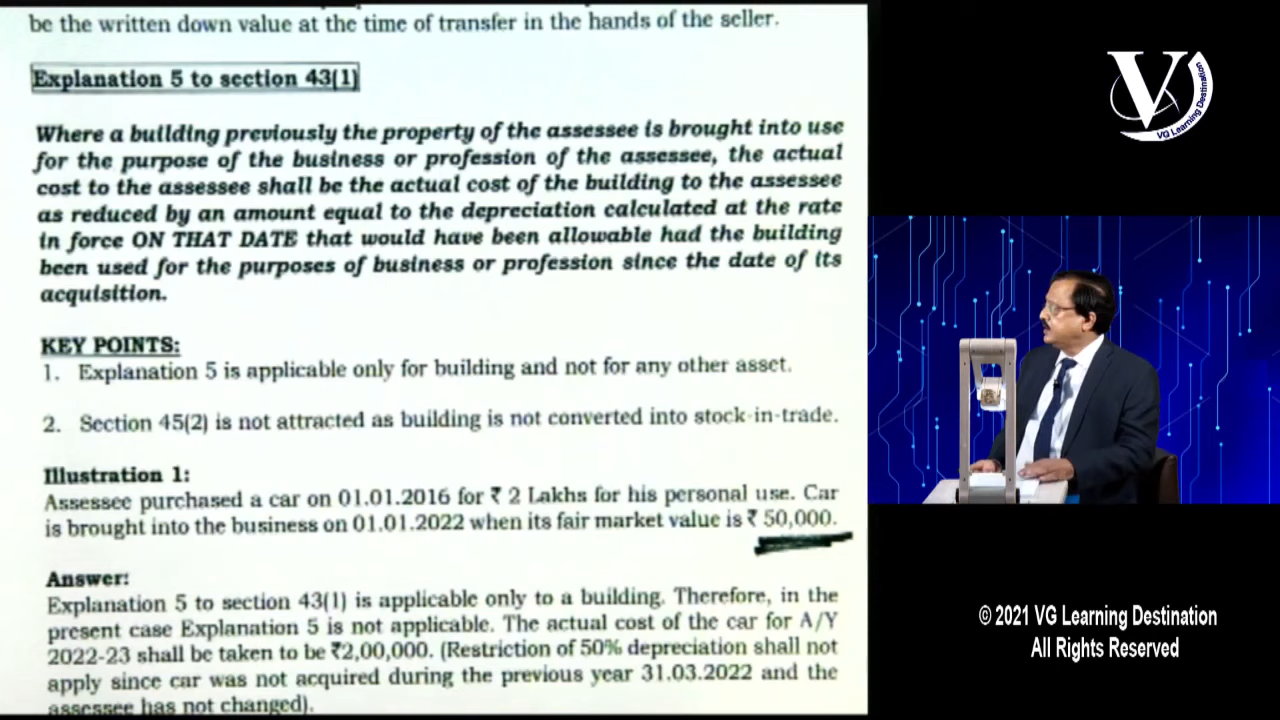 be the written down value at the time of transfer in the hands of the seller.
Explanation 5 to section 43(1)
Where a building previously the property of the assessee is brought into use
for the purpose of the business or profession of the assessee, the actual
cost to the assessee shall be the actual cost of the building to the assessee
as reduced by an amount equal to the depreciation calculated at the rate
in force ON THAT DATE that would have been allowable had the building
been used for the purposes of business or profession since the date of its
acquisition.
KEY POINTS:
1. Explanation 5 is applicable only for building and not for any other asset.
2. Section 45(2) is not attracted as building is not converted into stock-in-trade.
Illustration 1:
Assessee purchased a car on 01.01.2016 for ₹ 2 Lakhs for his personal use. Car
is brought into the business on 01.01.2022 when its fair market value is ₹ 50,000.
Answer:
Explanation 5 to section 43(1) is applicable only to a building. Therefore, in the
present case Explanation 5 is not applicable. The actual cost of the car for A/Y
2022-23 shall be taken to be ₹2,00,000. (Restriction of 50% depreciation shall not
apply since car was not acquired during the previous year 31.03.2022 and the
assessee has not changed).
V
VG Learning Destination
© 2021 VG Learning Destination
All Rights Reserved